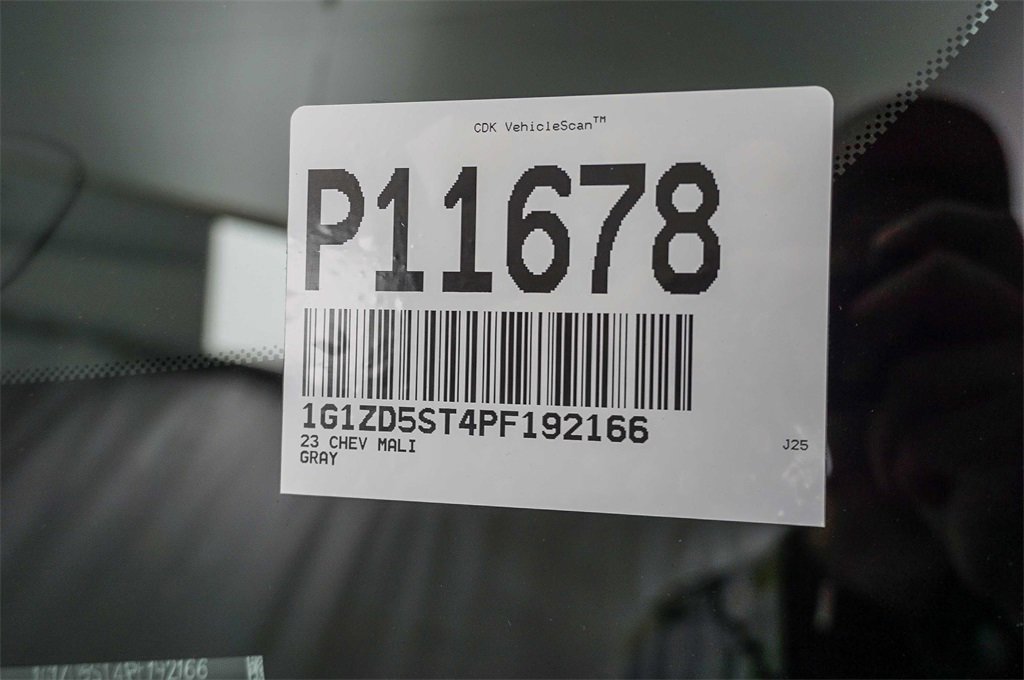 CDK VehicleScan™
P11678
1G1ZD5ST4PF192166
23 CHEV MALI
J25
GRAY